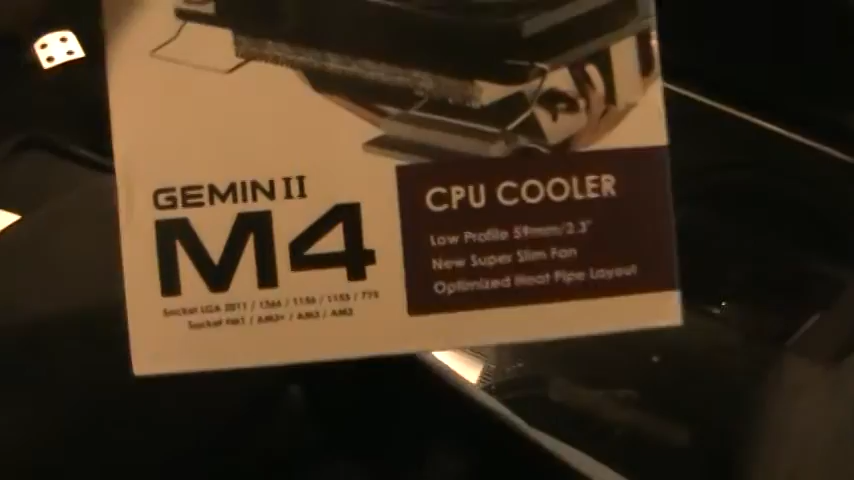 GEMIN II
M4
Socket LGA 2011 / 1366 / 1156 / 1155 / 775
Socket FM1 / AM3+ / AM3 / AM2
CPU COOLER
Low Profile 59mm/2.3"
New Super Slim Fan
Optimized Heat Pipe Layout